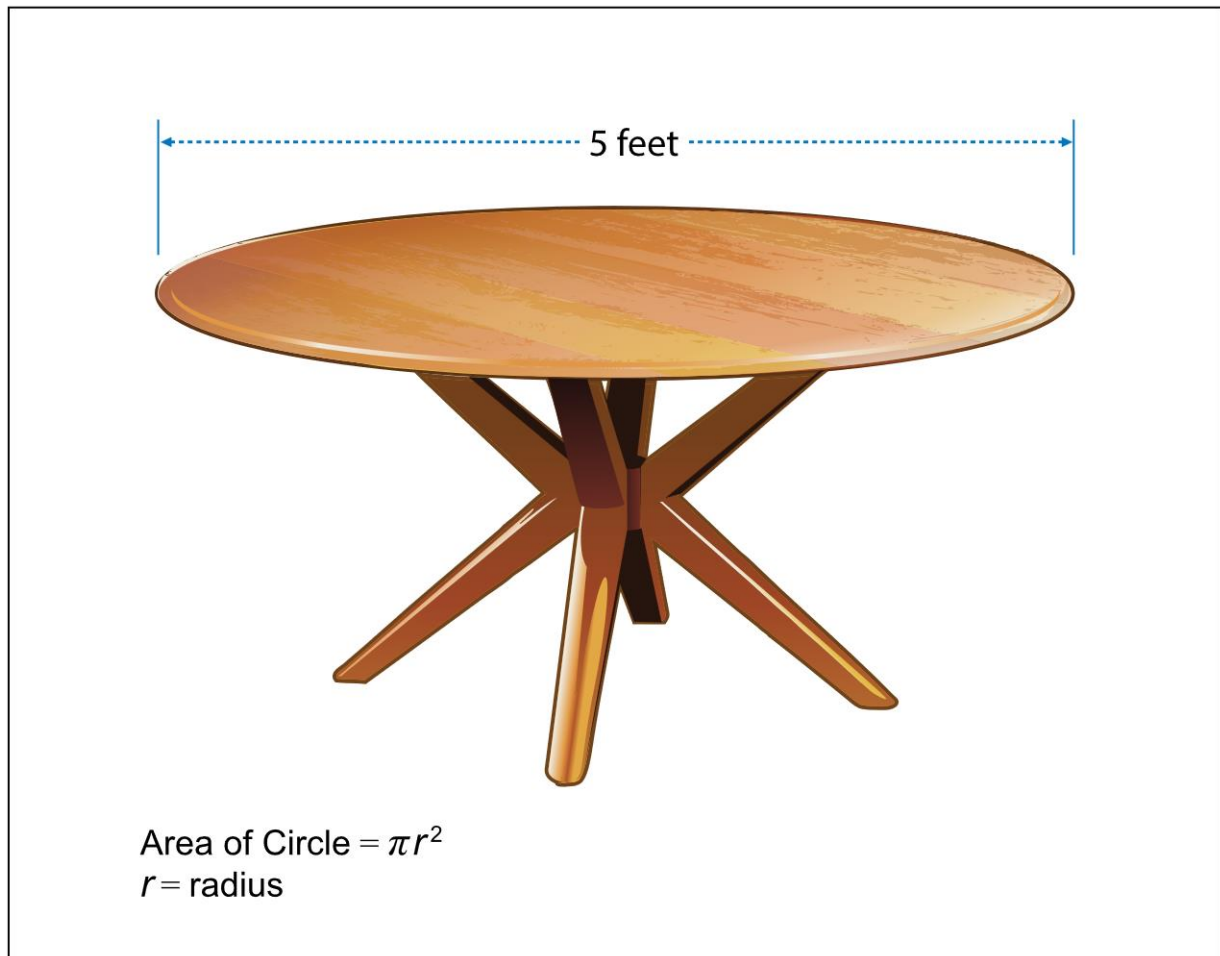 5 feet
Area of Circle = πr²
r = radius